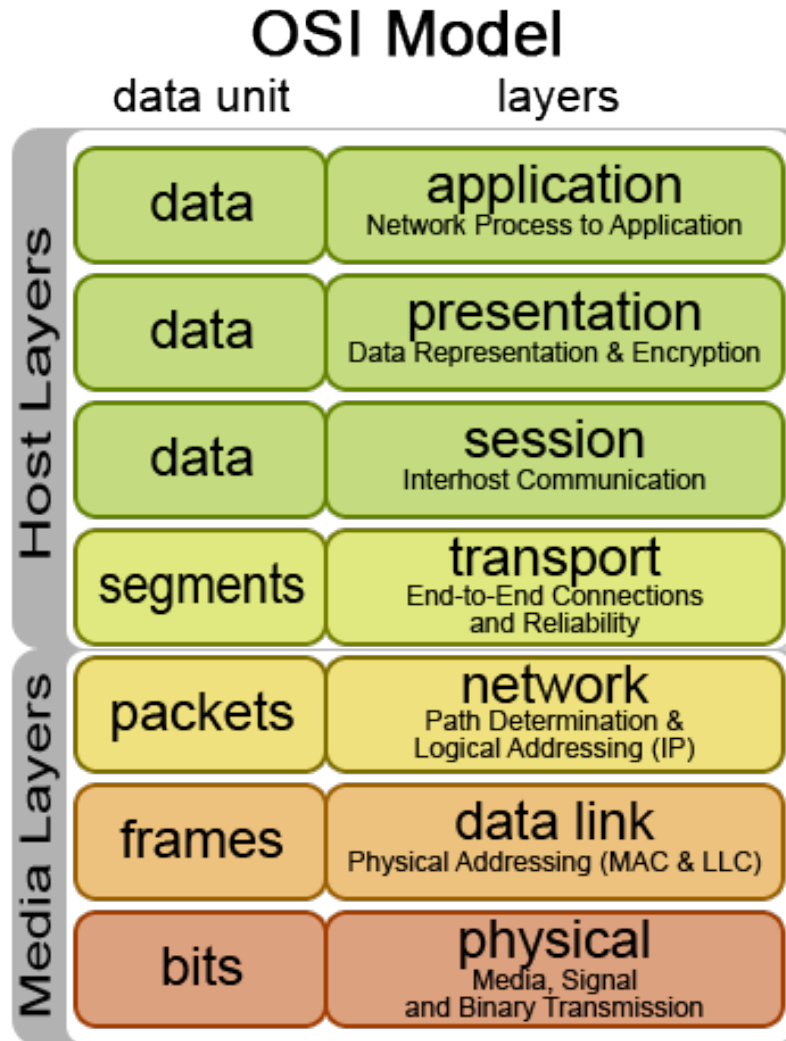 OSI Model
data unit layers
Host Layers
data application
Network Process to Application
data presentation
Data Representation & Encryption
data session
Interhost Communication
segments transport
End-to-End Connections
and Reliability
Media Layers
packets network
Path Determination &
Logical Addressing (IP)
frames data link
Physical Addressing (MAC & LLC)
bits physical
Media, Signal
and Binary Transmission